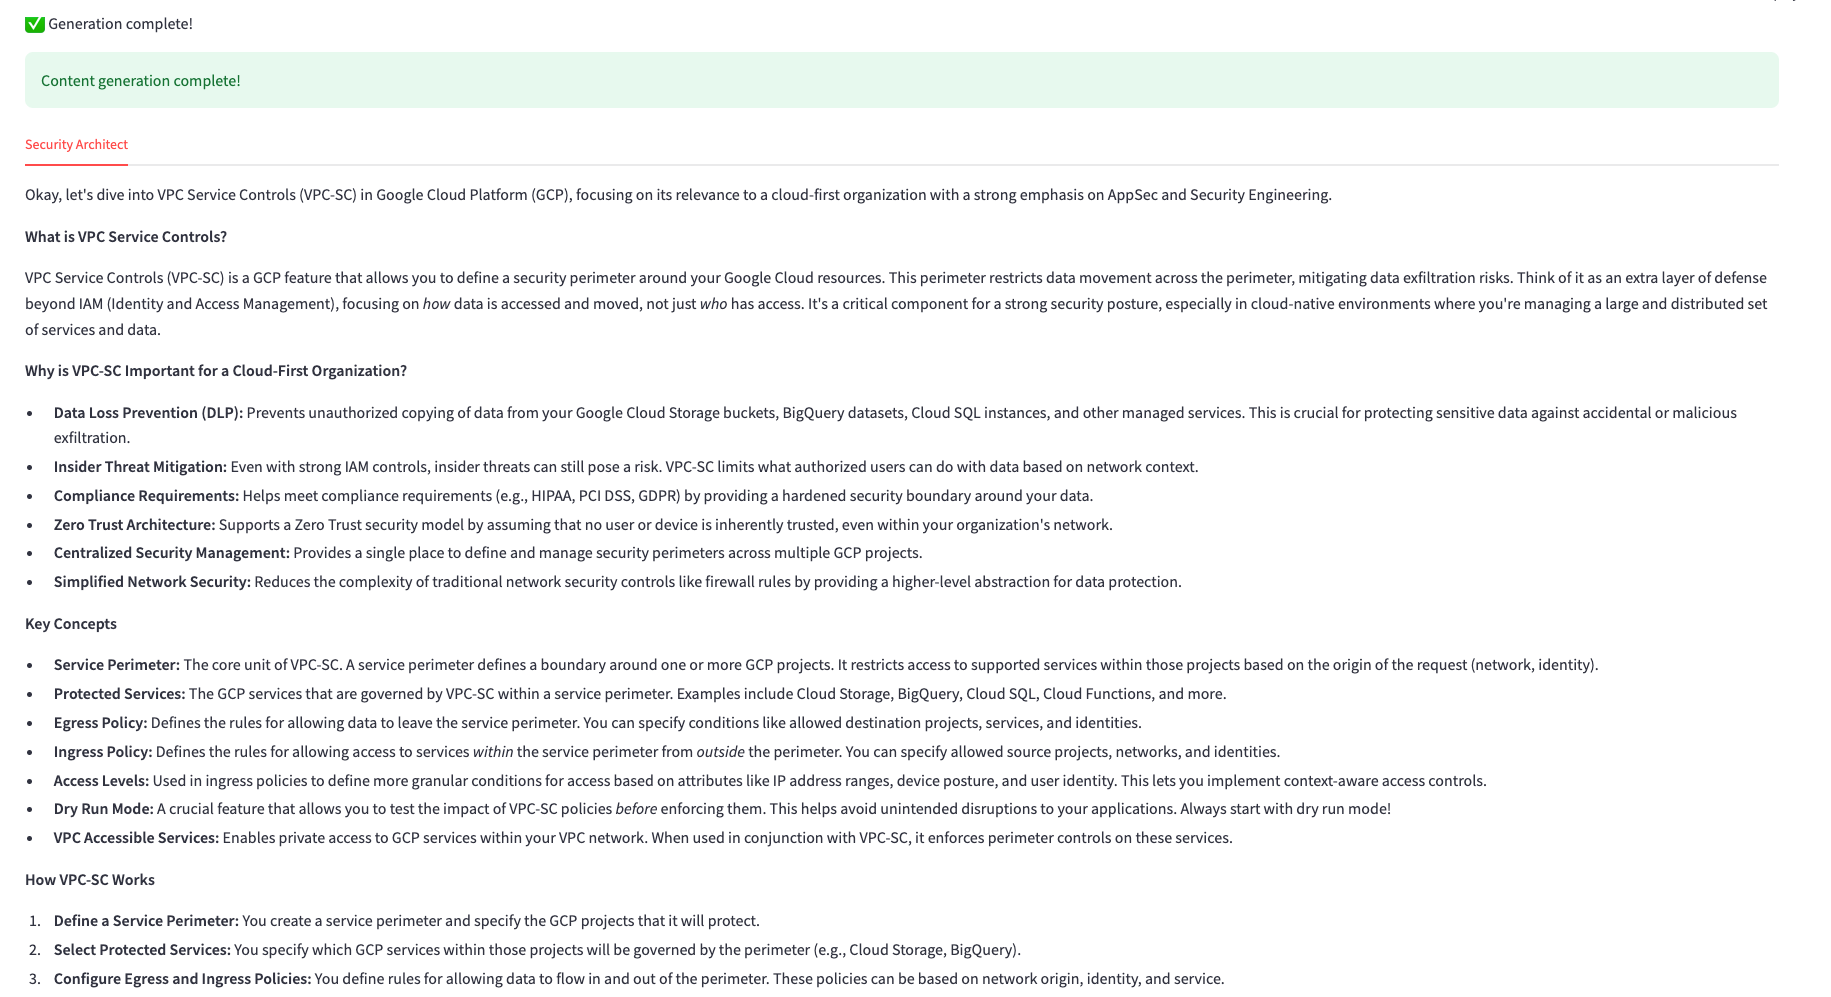 ✅ Generation complete!
Content generation complete!
Security Architect
Okay, let's dive into VPC Service Controls (VPC-SC) in Google Cloud Platform (GCP), focusing on its relevance to a cloud-first organization with a strong emphasis on AppSec and Security Engineering.
What is VPC Service Controls?
VPC Service Controls (VPC-SC) is a GCP feature that allows you to define a security perimeter around your Google Cloud resources. This perimeter restricts data movement across the perimeter, mitigating data exfiltration risks. Think of it as an extra layer of defense
beyond IAM (Identity and Access Management), focusing on how data is accessed and moved, not just who has access. It's a critical component for a strong security posture, especially in cloud-native environments where you're managing a large and distributed set
of services and data.
Why is VPC-SC Important for a Cloud-First Organization?
• Data Loss Prevention (DLP): Prevents unauthorized copying of data from your Google Cloud Storage buckets, BigQuery datasets, Cloud SQL instances, and other managed services. This is crucial for protecting sensitive data against accidental or malicious
exfiltration.
• Insider Threat Mitigation: Even with strong IAM controls, insider threats can still pose a risk. VPC-SC limits what authorized users can do with data based on network context.
• Compliance Requirements: Helps meet compliance requirements (e.g., HIPAA, PCI DSS, GDPR) by providing a hardened security boundary around your data.
• Zero Trust Architecture: Supports a Zero Trust security model by assuming that no user or device is inherently trusted, even within your organization's network.
• Centralized Security Management: Provides a single place to define and manage security perimeters across multiple GCP projects.
• Simplified Network Security: Reduces the complexity of traditional network security controls like firewall rules by providing a higher-level abstraction for data protection.
Key Concepts
• Service Perimeter: The core unit of VPC-SC. A service perimeter defines a boundary around one or more GCP projects. It restricts access to supported services within those projects based on the origin of the request (network, identity).
• Protected Services: The GCP services that are governed by VPC-SC within a service perimeter. Examples include Cloud Storage, BigQuery, Cloud SQL, Cloud Functions, and more.
• Egress Policy: Defines the rules for allowing data to leave the service perimeter. You can specify conditions like allowed destination projects, services, and identities.
• Ingress Policy: Defines the rules for allowing access to services within the service perimeter from outside the perimeter. You can specify allowed source projects, networks, and identities.
• Access Levels: Used in ingress policies to define more granular conditions for access based on attributes like IP address ranges, device posture, and user identity. This lets you implement context-aware access controls.
• Dry Run Mode: A crucial feature that allows you to test the impact of VPC-SC policies before enforcing them. This helps avoid unintended disruptions to your applications. Always start with dry run mode!
• VPC Accessible Services: Enables private access to GCP services within your VPC network. When used in conjunction with VPC-SC, it enforces perimeter controls on these services.
How VPC-SC Works
1. Define a Service Perimeter: You create a service perimeter and specify the GCP projects that it will protect.
2. Select Protected Services: You specify which GCP services within those projects will be governed by the perimeter (e.g., Cloud Storage, BigQuery).
3. Configure Egress and Ingress Policies: You define rules for allowing data to flow in and out of the perimeter. These policies can be based on network origin, identity, and service.